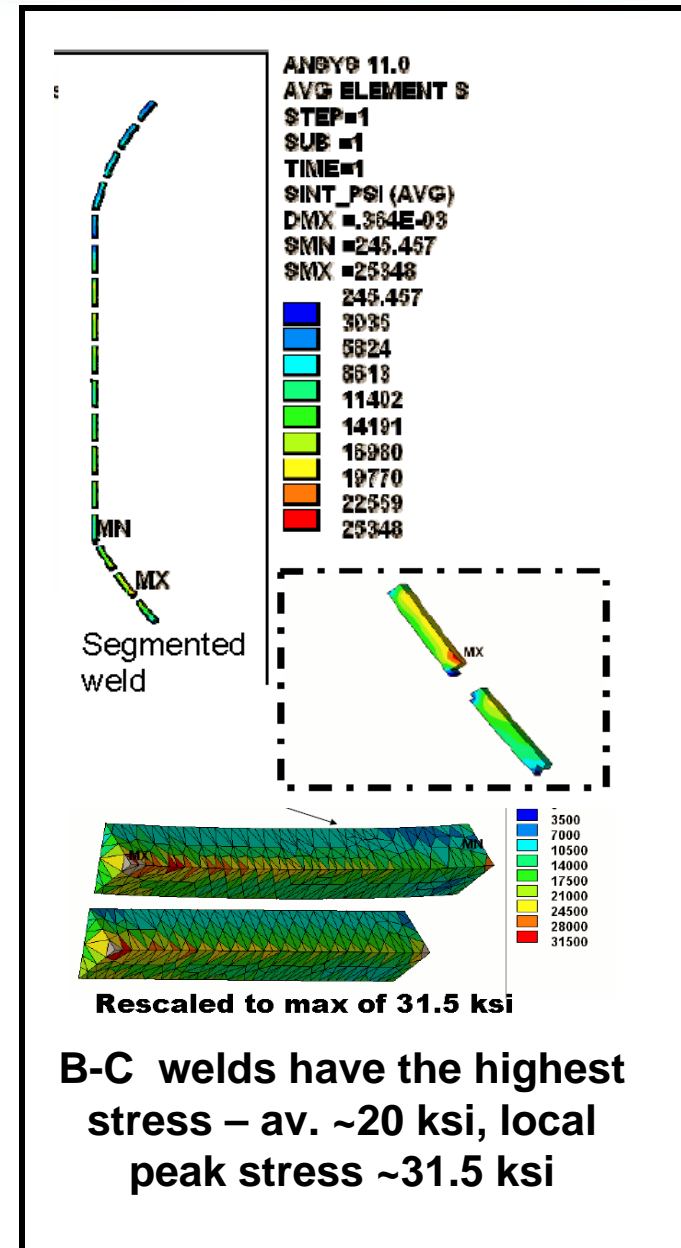 ANSYS 11.0
AVG ELEMENT S
STEP=1
SUB =1
TIME=1
SINT_PSI (AVG)
DMX =.364E-03
SMN =245.457
SMX =25348
245.457
3035
5824
8613
11402
14191
16980
19770
22559
25348
MN
MX
Segmented
weld
MX
MX
MN
3500
7000
10500
14000
17500
21000
24500
28000
31500
Rescaled to max of 31.5 ksi
B-C welds have the highest
stress – av. ~20 ksi, local
peak stress ~31.5 ksi